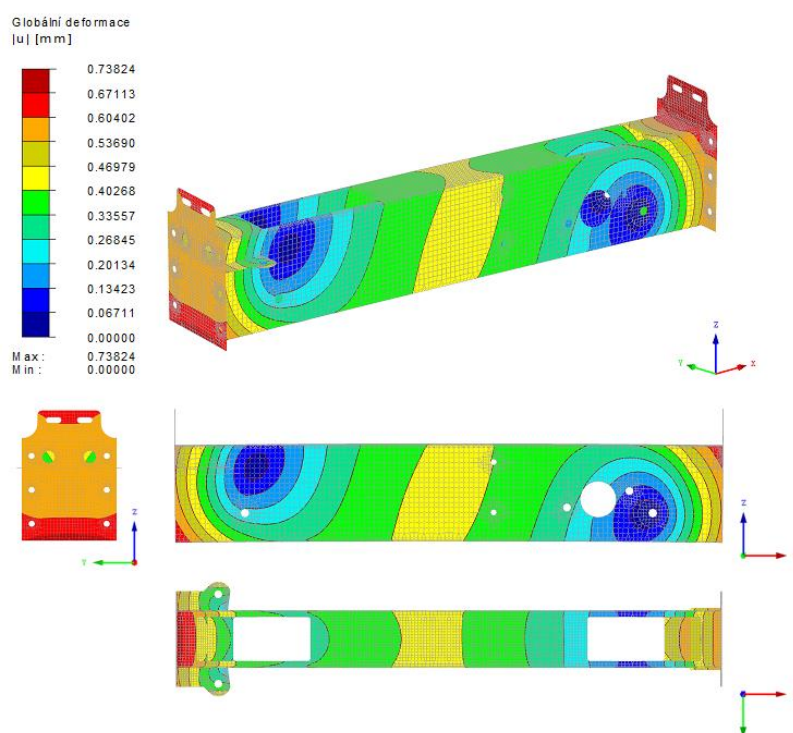 Globální deformace
|u| [mm]
0.73824
0.67113
0.60402
0.53690
0.46979
0.40268
0.33557
0.26845
0.20134
0.13423
0.06711
0.00000
Max: 0.73824
Min: 0.00000
Z
Y
X
Z
Y
Z